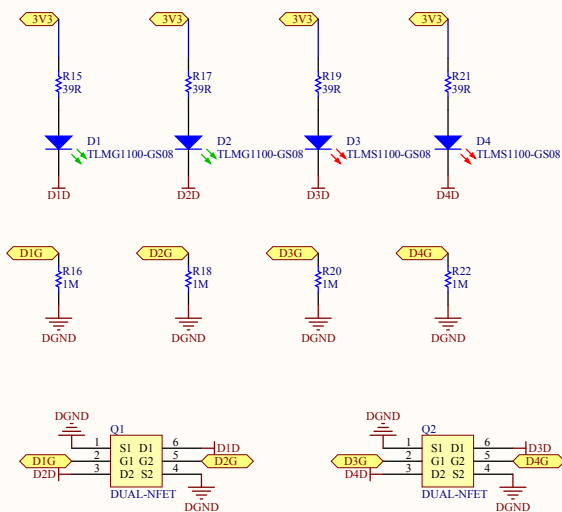 3V3 3V3 3V3 3V3
R15 R17 R19 R21
39R 39R 39R 39R
D1 D2 D3 D4
TLMG1100-GS08 TLMG1100-GS08 TLMS1100-GS08 TLMS1100-GS08
D1D D2D D3D D4D
D1G D2G D3G D4G
R16 R18 R20 R22
1M 1M 1M 1M
DGND DGND DGND DGND
DGND Q1 DGND Q2
1 S1 D1 6 D1D 1 S1 D1 6 D3D
D1G 2 G1 G2 5 D2G D3G 2 G1 G2 5 D4G
D2D 3 D2 S2 4 D4D 3 D2 S2 4
DUAL-NFET DUAL-NFET
DGND DGND